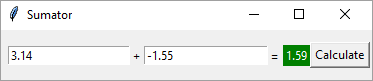 Sumator
3.14 + -1.55 = 1.59 Calculate